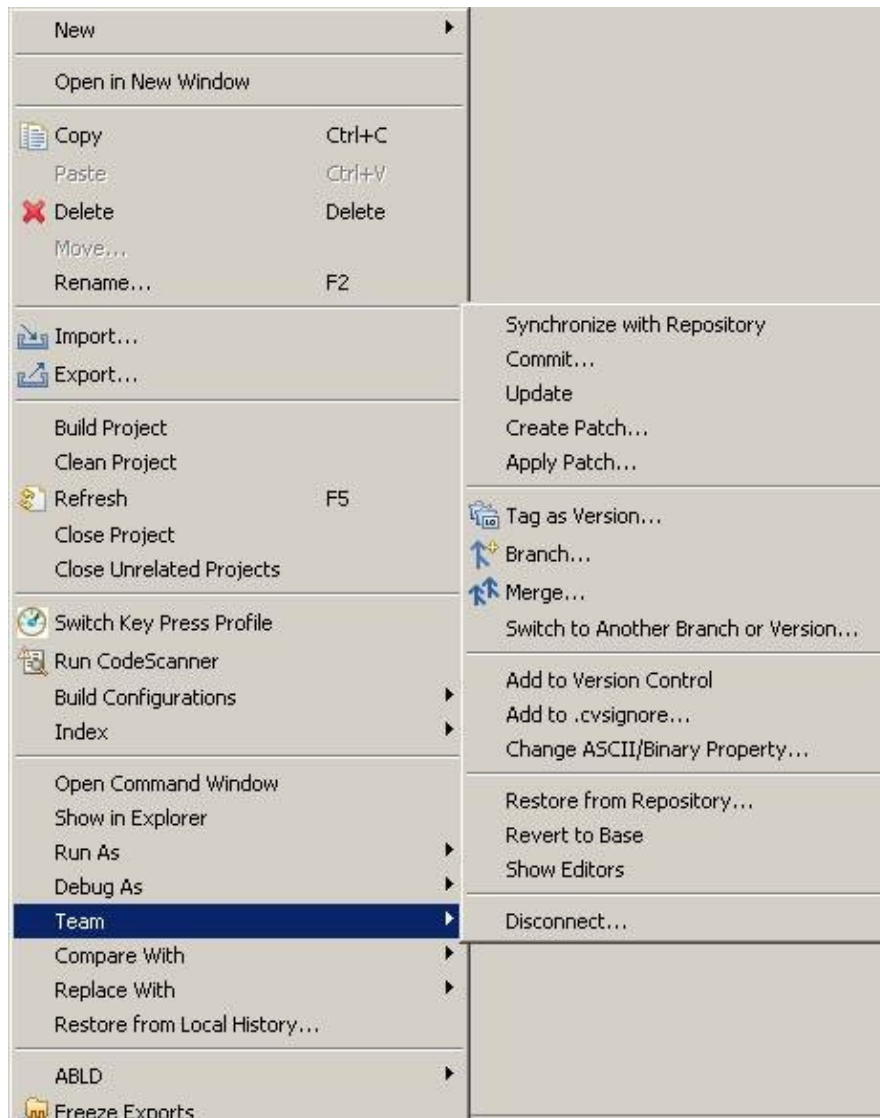 New
Open in New Window
Copy Ctrl+C
Paste Ctrl+V
Delete Delete
Move...
Rename... F2
Import...
Export...
Build Project
Clean Project
Refresh F5
Close Project
Close Unrelated Projects
Switch Key Press Profile
Run CodeScanner
Build Configurations
Index
Open Command Window
Show in Explorer
Run As
Debug As
Team
Compare With
Replace With
Restore from Local History...
ABLD
Freeze Exports
Synchronize with Repository
Commit...
Update
Create Patch...
Apply Patch...
Tag as Version...
Branch...
Merge...
Switch to Another Branch or Version...
Add to Version Control
Add to .cvsignore...
Change ASCII/Binary Property...
Restore from Repository...
Revert to Base
Show Editors
Disconnect...